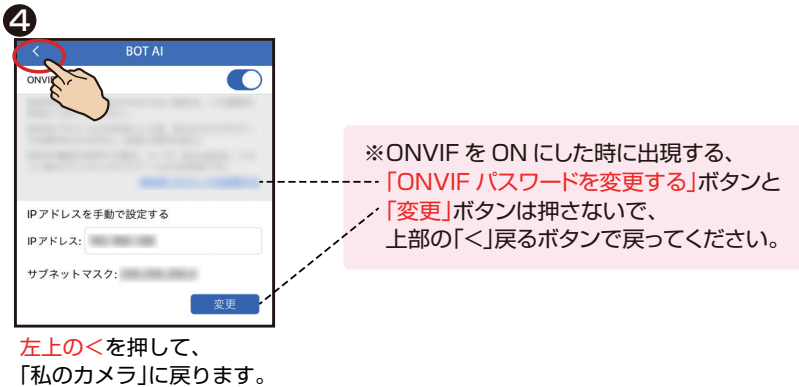 ❹
< BOT AI
ONVIF
IPアドレスを手動で設定する
IPアドレス:
サブネットマスク:
変更
※ONVIF を ON にした時に出現する、
「ONVIF パスワードを変更する」ボタンと
「変更」ボタンは押さないで、
上部の「<」戻るボタンで戻ってください。
左上の<を押して、
「私のカメラ」に戻ります。